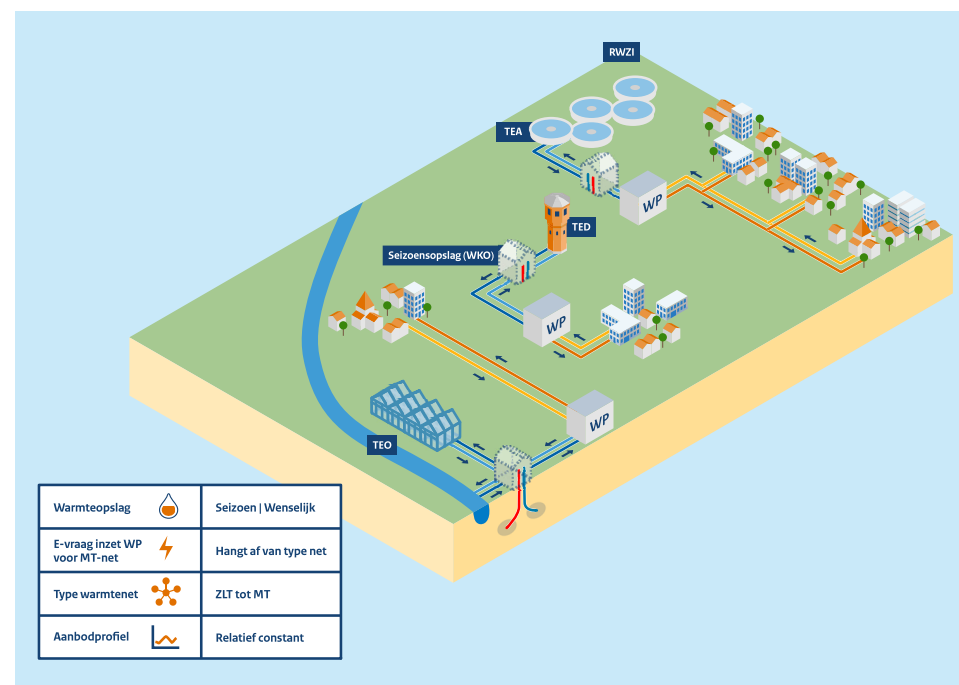 RWZI
TEA
WP
TED
Seizoensopslag (WKO)
WP
WP
TEO
Warmteopslag
Seizoen | Wenselijk
E-vraag inzet WP
voor MT-net
Hangt af van type net
Type warmtenet
ZLT tot MT
Aanbodprofiel
Relatief constant